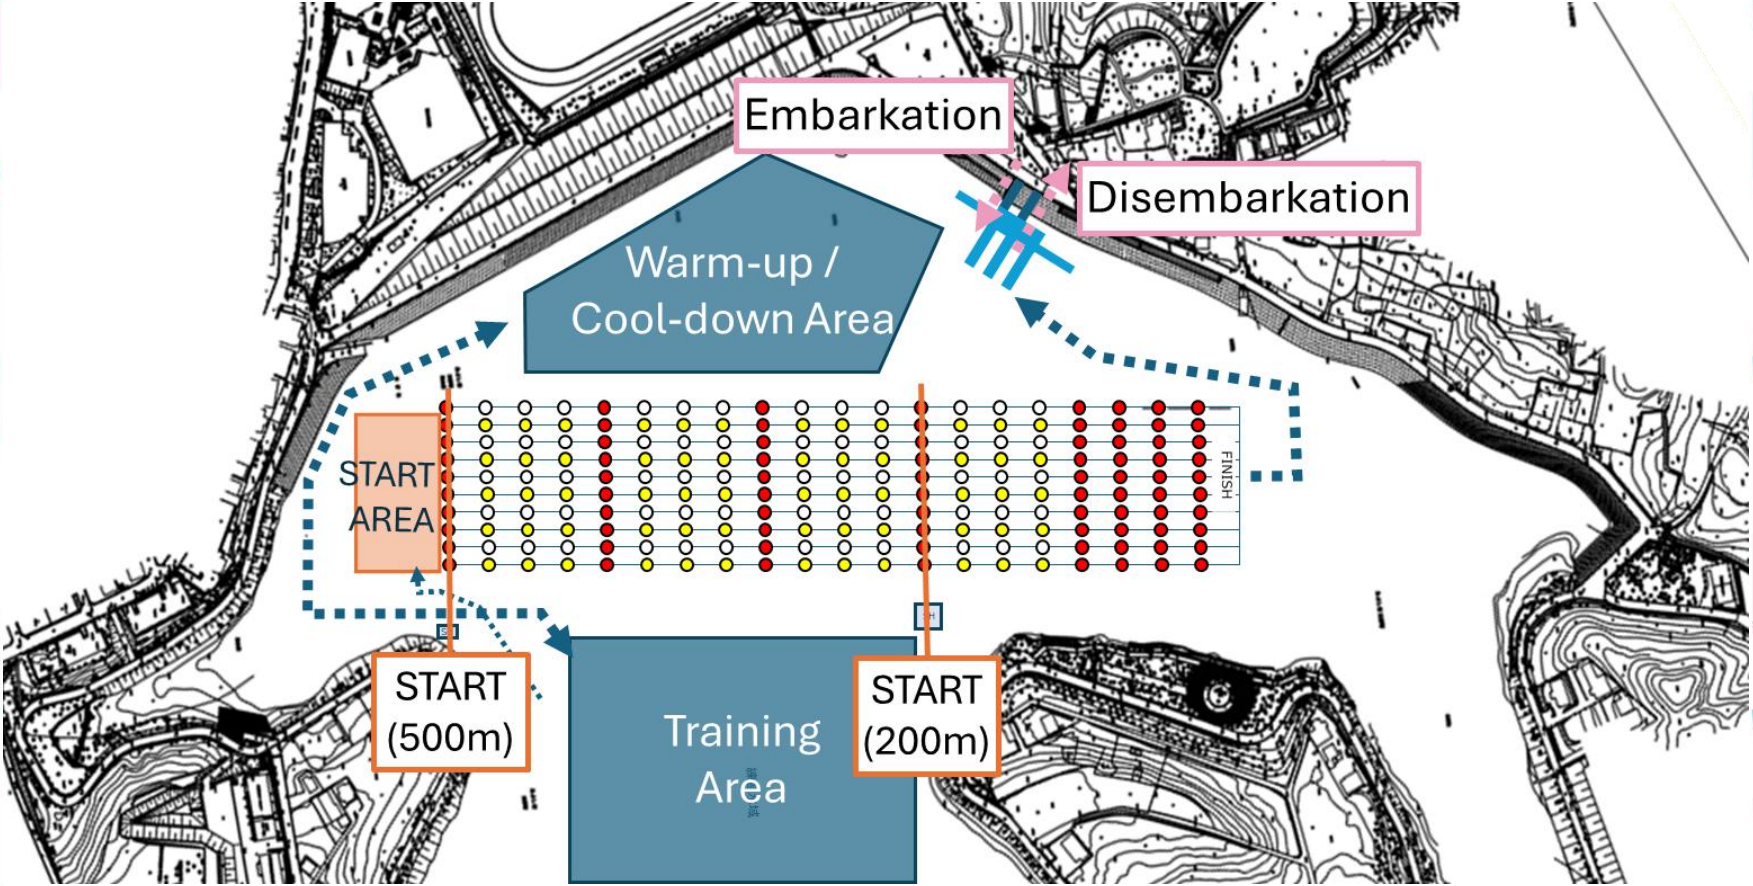 Embarkation
Disembarkation
Warm-up /
Cool-down Area
START
AREA
FINISH
START
(500m)
START
(200m)
Training
Area